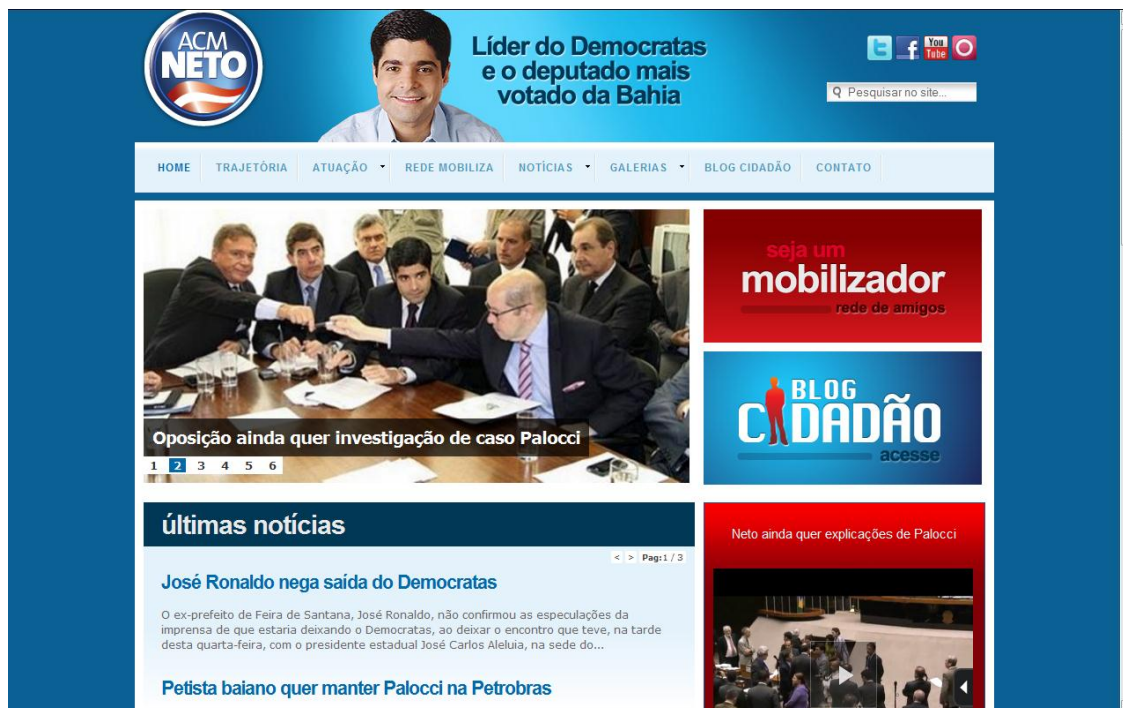 ACM
NETO
Líder do Democratas
e o deputado mais
votado da Bahia
You
Tube
Pesquisar no site...
HOME TRAJETÓRIA ATUAÇÃO REDE MOBILIZA NOTÍCIAS GALERIAS BLOG CIDADÃO CONTATO
Oposição ainda quer investigação de caso Palocci
1 2 3 4 5 6
seja um
mobilizador
rede de amigos
BLOG
CIDADÃO
acesse
últimas notícias
< > Pag:1 / 3
José Ronaldo nega saída do Democratas
O ex-prefeito de Feira de Santana, José Ronaldo, não confirmou as especulações da
imprensa de que estaria deixando o Democratas, ao deixar o encontro que teve, na tarde
desta quarta-feira, com o presidente estadual José Carlos Aleluia, na sede do...
Petista baiano quer manter Palocci na Petrobras
Neto ainda quer explicações de Palocci